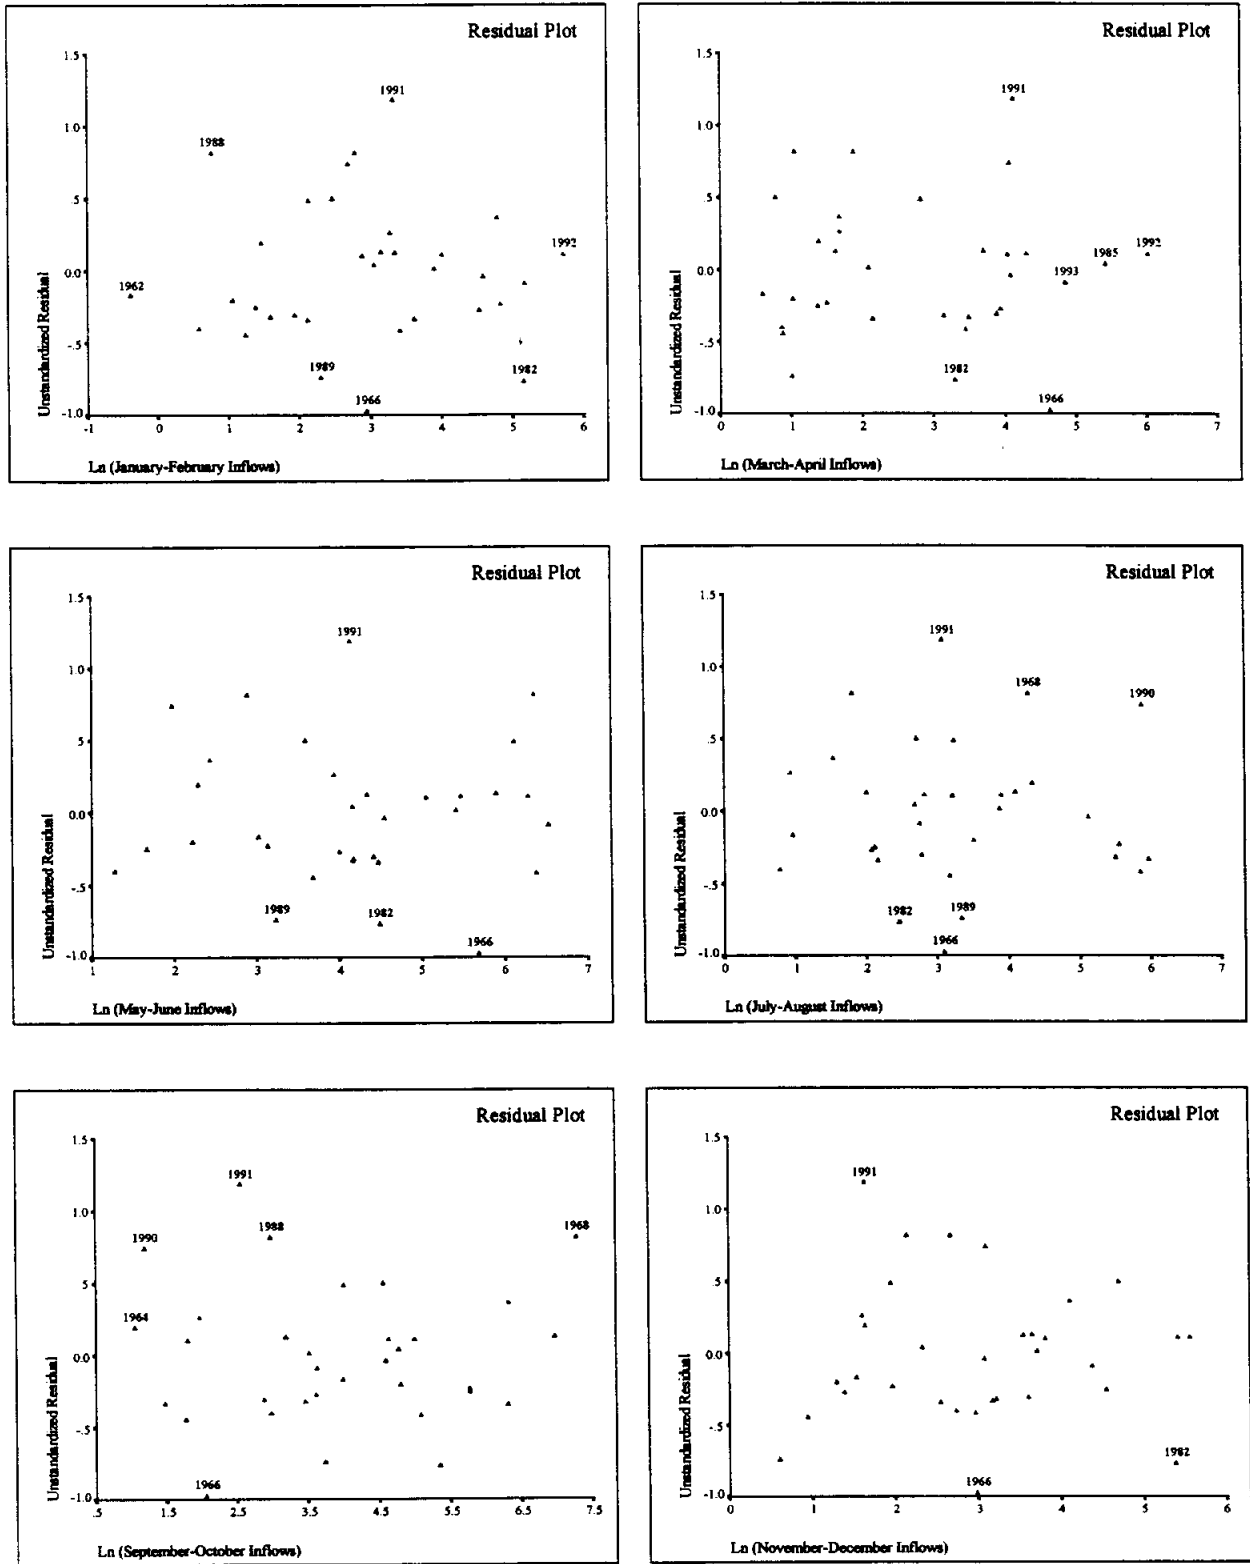 Residual Plot
1.5
1.0
.5
0.0
-.5
-1.0
Unstandardized Residual
1991
1988
1992
1962
1989
1982
1966
-1 0 1 2 3 4 5 6
Ln (January-February Inflows)
Residual Plot
1.5
1.0
.5
0.0
-.5
-1.0
Unstandardized Residual
1991
1992
1985
1993
1982
1966
0 1 2 3 4 5 6 7
Ln (March-April Inflows)
Residual Plot
1.5
1.0
.5
0.0
-.5
-1.0
Unstandardized Residual
1991
1989
1982
1966
1 2 3 4 5 6 7
Ln (May-June Inflows)
Residual Plot
1.5
1.0
.5
0.0
-.5
-1.0
Unstandardized Residual
1991
1968
1990
1982
1989
1966
0 1 2 3 4 5 6 7
Ln (July-August Inflows)
Residual Plot
1.5
1.0
.5
0.0
-.5
-1.0
Unstandardized Residual
1991
1988
1968
1990
1964
1966
.5 1.5 2.5 3.5 4.5 5.5 6.5 7.5
Ln (September-October Inflows)
Residual Plot
1.5
1.0
.5
0.0
-.5
-1.0
Unstandardized Residual
1991
1982
1966
0 1 2 3 4 5 6
Ln (November-December Inflows)